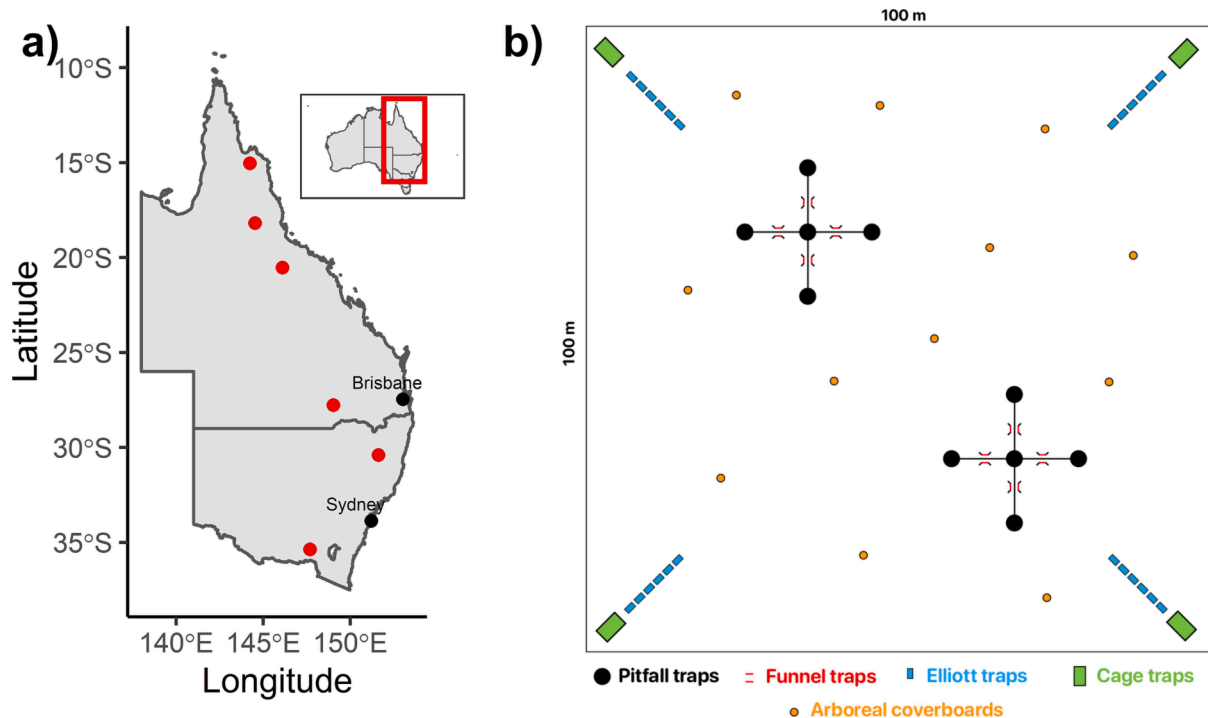 a)
10°S
15°S
20°S
25°S
30°S
35°S
Latitude
Brisbane
Sydney
140°E 145°E 150°E
Longitude
b)
100 m
100 m
Pitfall traps Funnel traps Elliott traps Cage traps
Arboreal coverboards